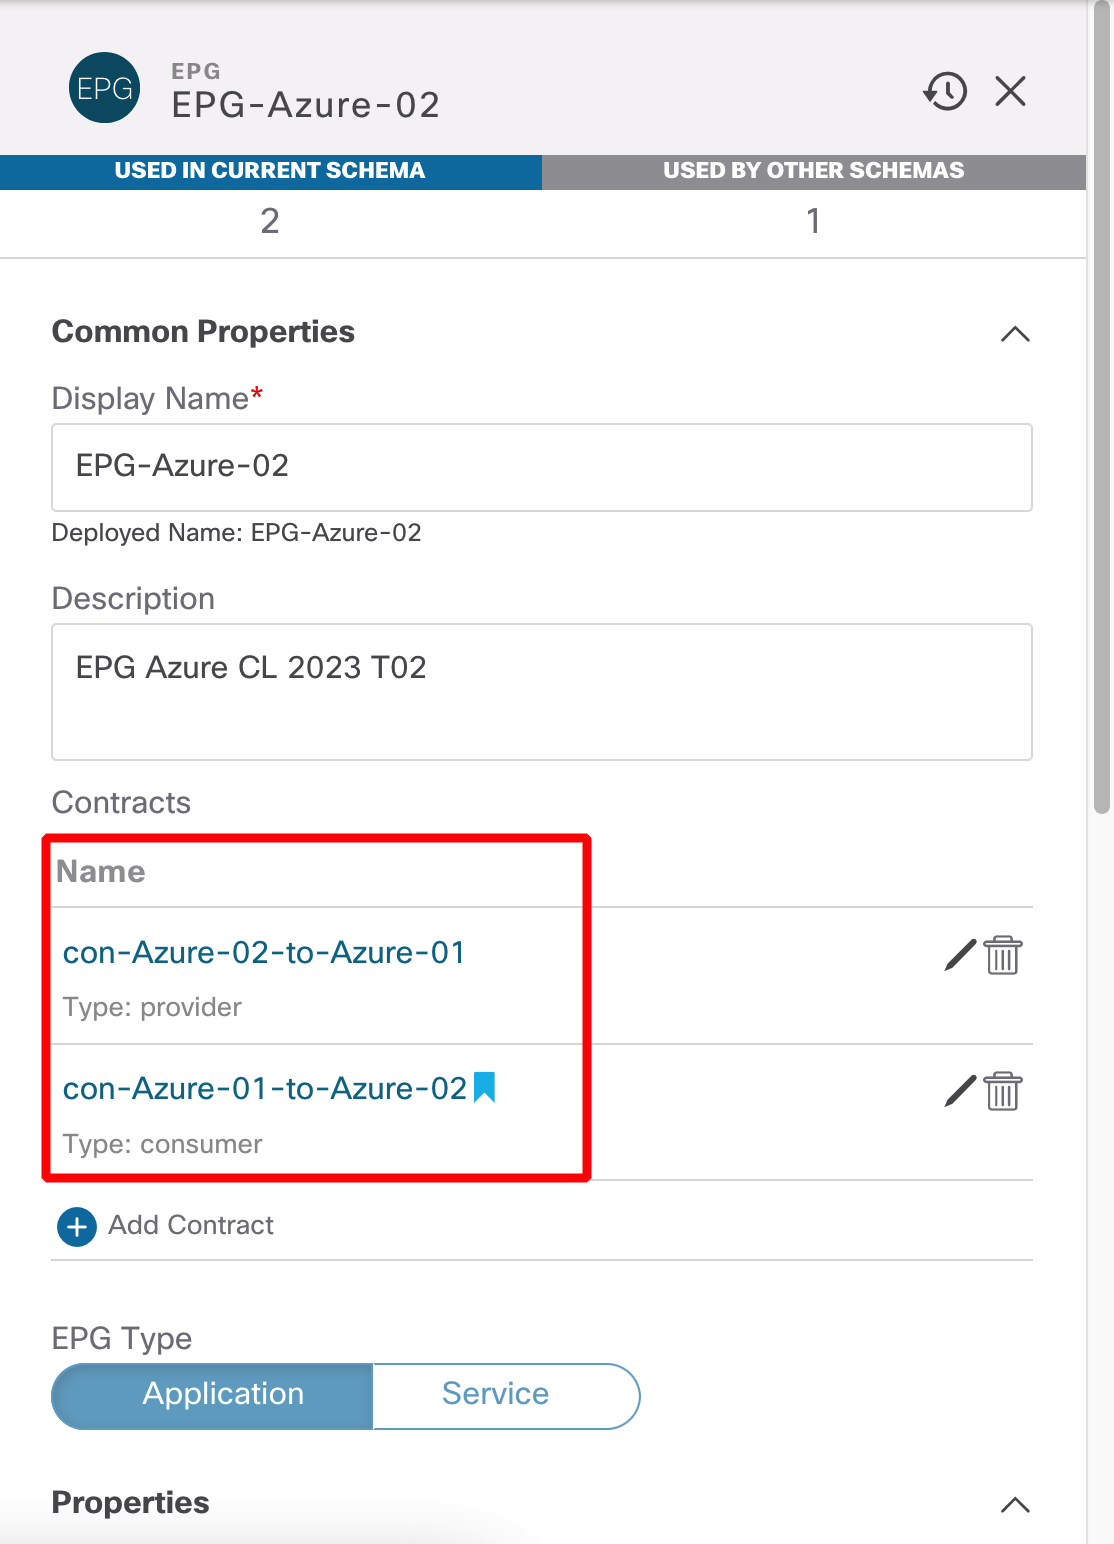 EPG
EPG
EPG-Azure-02
USED IN CURRENT SCHEMA
USED BY OTHER SCHEMAS
2
1
Common Properties
Display Name*
EPG-Azure-02
Deployed Name: EPG-Azure-02
Description
EPG Azure CL 2023 T02
Contracts
Name
con-Azure-02-to-Azure-01
Type: provider
con-Azure-01-to-Azure-02
Type: consumer
Add Contract
EPG Type
Application
Service
Properties